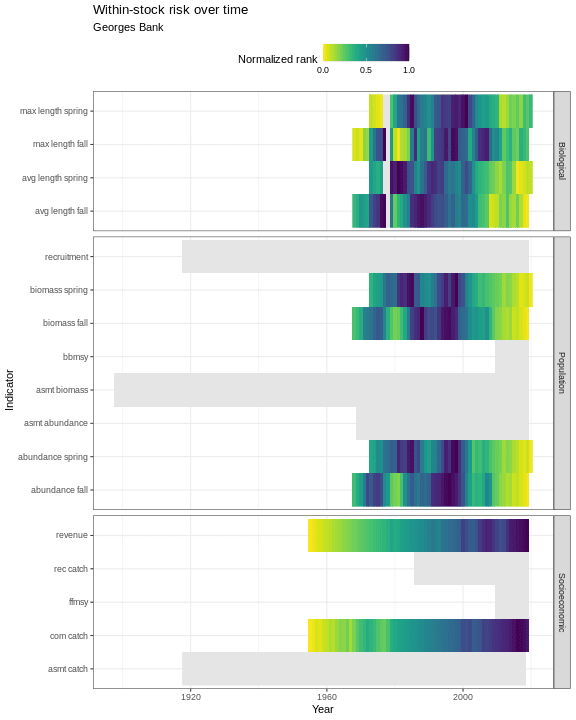 Within-stock risk over time
Georges Bank
Normalized rank
0.0 0.5 1.0
max length spring
max length fall
avg length spring
avg length fall
Biological
recruitment
biomass spring
biomass fall
bbmsy
asmt biomass
asmt abundance
abundance spring
abundance fall
Population
revenue
rec catch
ffmsy
com catch
asmt catch
Socioeconomic
Indicator
1920 1960 2000
Year